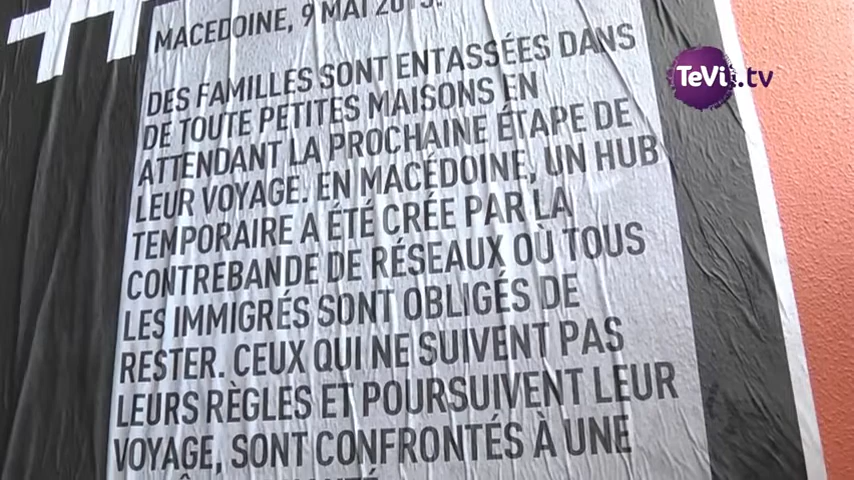 MACEDOINE, 9 MAI 2015.
DES FAMILLES SONT ENTASSÉES DANS
DE TOUTE PETITES MAISONS EN
ATTENDANT LA PROCHAINE ÉTAPE DE
LEUR VOYAGE. EN MACÉDOINE, UN HUB
TEMPORAIRE A ÉTÉ CRÉE PAR LA
CONTREBANDE DE RÉSEAUX OÙ TOUS
LES IMMIGRÉS SONT OBLIGÉS DE
RESTER. CEUX QUI NE SUIVENT PAS
LEURS RÈGLES ET POURSUIVENT LEUR
VOYAGE, SONT CONFRONTÉS À UNE
TeVi.tv